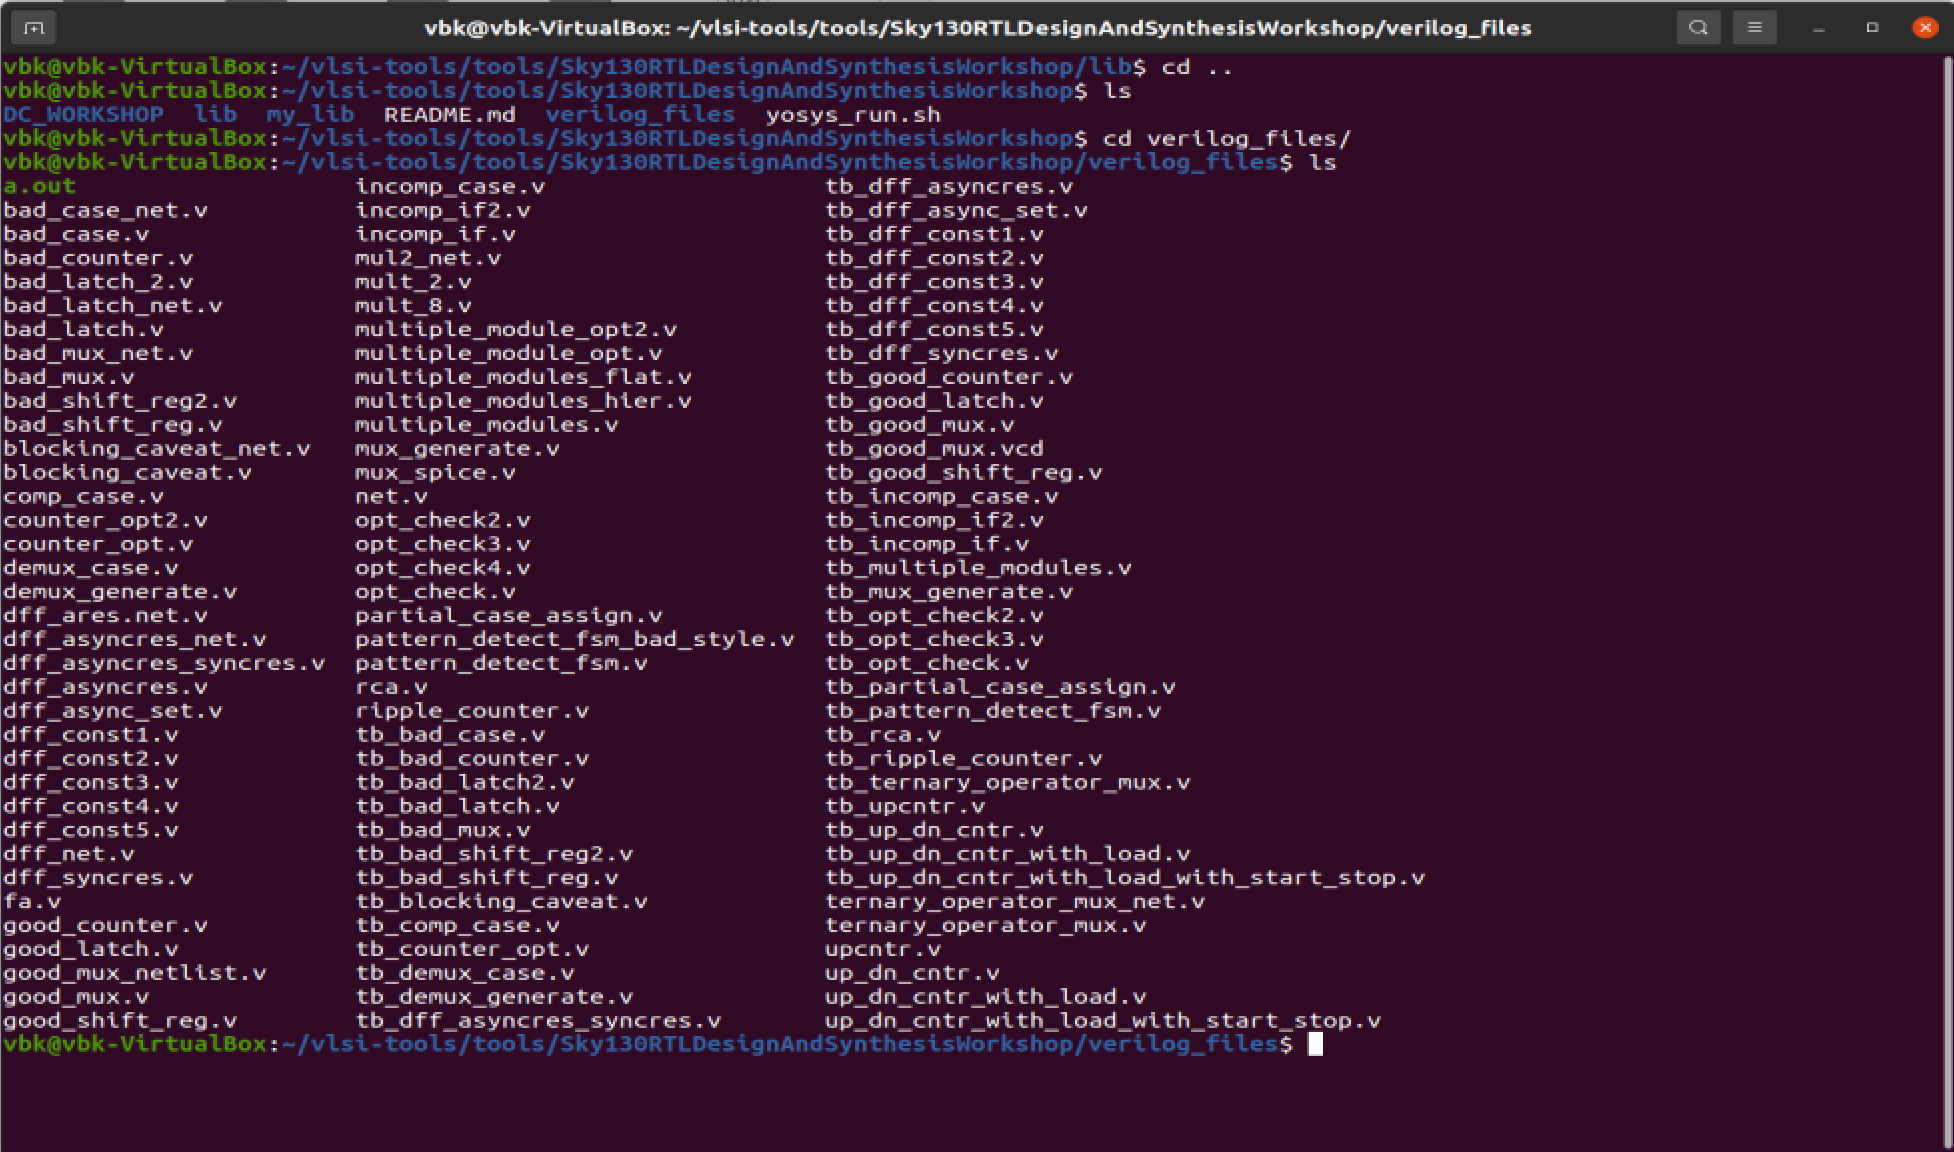 vbk@vbk-VirtualBox: ~/vlsi-tools/tools/Sky130RTLDesignAndSynthesisWorkshop/verilog_files
vbk@vbk-VirtualBox:~/vlsi-tools/tools/Sky130RTLDesignAndSynthesisWorkshop/lib$ cd ..
vbk@vbk-VirtualBox:~/vlsi-tools/tools/Sky130RTLDesignAndSynthesisWorkshop$ ls
DC_WORKSHOP  lib  my_lib  README.md  verilog_files  yosys_run.sh
vbk@vbk-VirtualBox:~/vlsi-tools/tools/Sky130RTLDesignAndSynthesisWorkshop$ cd verilog_files/
vbk@vbk-VirtualBox:~/vlsi-tools/tools/Sky130RTLDesignAndSynthesisWorkshop/verilog_files$ ls
a.out                   incomp_case.v                   tb_dff_asyncres.v
bad_case_net.v          incomp_if2.v                    tb_dff_async_set.v
bad_case.v              incomp_if.v                     tb_dff_const1.v
bad_counter.v           mul2_net.v                      tb_dff_const2.v
bad_latch_2.v           mult_2.v                        tb_dff_const3.v
bad_latch_net.v         mult_8.v                        tb_dff_const4.v
bad_latch.v             multiple_module_opt2.v          tb_dff_const5.v
bad_mux_net.v           multiple_module_opt.v           tb_dff_syncres.v
bad_mux.v               multiple_modules_flat.v         tb_good_counter.v
bad_shift_reg2.v        multiple_modules_hier.v         tb_good_latch.v
bad_shift_reg.v         multiple_modules.v              tb_good_mux.v
blocking_caveat_net.v   mux_generate.v                  tb_good_mux.vcd
blocking_caveat.v       mux_spice.v                     tb_good_shift_reg.v
comp_case.v             net.v                           tb_incomp_case.v
counter_opt2.v          opt_check2.v                    tb_incomp_if2.v
counter_opt.v           opt_check3.v                    tb_incomp_if.v
demux_case.v            opt_check4.v                    tb_multiple_modules.v
demux_generate.v        opt_check.v                     tb_mux_generate.v
dff_ares.net.v          partial_case_assign.v           tb_opt_check2.v
dff_asyncres_net.v      pattern_detect_fsm_bad_style.v  tb_opt_check3.v
dff_asyncres_syncres.v  pattern_detect_fsm.v            tb_opt_check.v
dff_asyncres.v          rca.v                           tb_partial_case_assign.v
dff_async_set.v         ripple_counter.v                tb_pattern_detect_fsm.v
dff_const1.v            tb_bad_case.v                   tb_rca.v
dff_const2.v            tb_bad_counter.v                tb_ripple_counter.v
dff_const3.v            tb_bad_latch2.v                 tb_ternary_operator_mux.v
dff_const4.v            tb_bad_latch.v                  tb_upcntr.v
dff_const5.v            tb_bad_mux.v                    tb_up_dn_cntr.v
dff_net.v               tb_bad_shift_reg2.v             tb_up_dn_cntr_with_load.v
dff_syncres.v           tb_bad_shift_reg.v              tb_up_dn_cntr_with_load_with_start_stop.v
fa.v                    tb_blocking_caveat.v            ternary_operator_mux_net.v
good_counter.v          tb_comp_case.v                  ternary_operator_mux.v
good_latch.v            tb_counter_opt.v                upcntr.v
good_mux_netlist.v      tb_demux_case.v                 up_dn_cntr.v
good_mux.v              tb_demux_generate.v             up_dn_cntr_with_load.v
good_shift_reg.v        tb_dff_asyncres_syncres.v       up_dn_cntr_with_load_with_start_stop.v
vbk@vbk-VirtualBox:~/vlsi-tools/tools/Sky130RTLDesignAndSynthesisWorkshop/verilog_files$